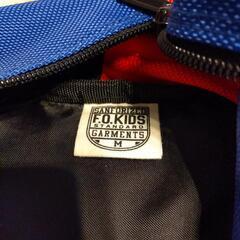 SANFORIZED
F.O.KIDS
STANDARD
GARMENTS
M